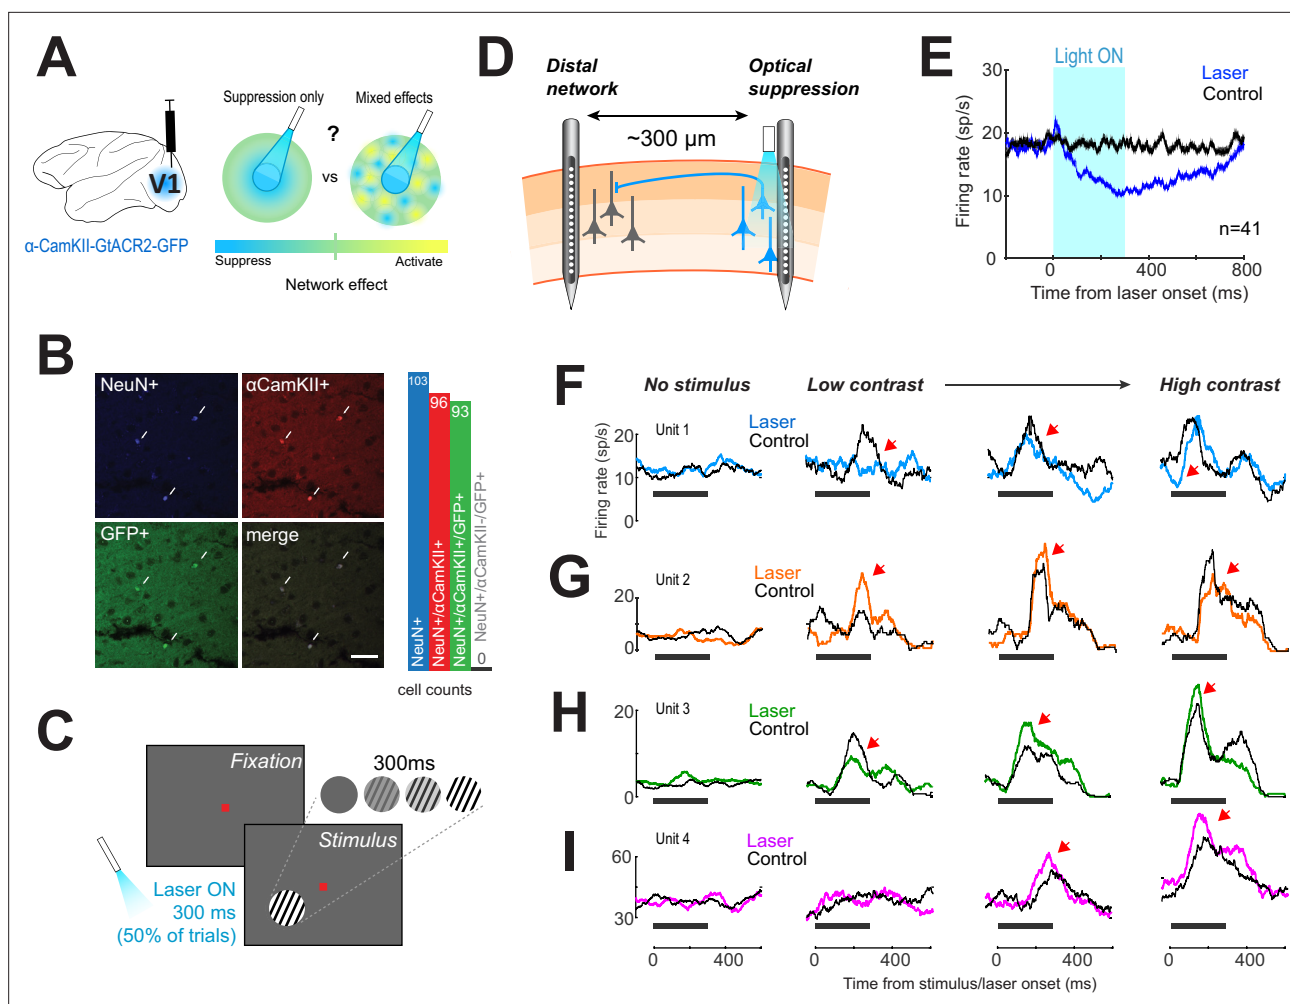 A
Suppression only
Mixed effects
?
vs
V1
α-CamKII-GtACR2-GFP
Suppress
Activate
Network effect
D
Distal
network
Optical
suppression
~300 µm
E
Light ON
Laser
Control
Firing rate (sp/s)
30
20
10
0
n=41
0
400
800
Time from laser onset (ms)
B
NeuN+
αCamKII+
GFP+
merge
103
96
93
0
NeuN+
NeuN+/αCamKII+
NeuN+/αCamKII+/GFP+
NeuN+/αCamKII-/GFP+
cell counts
C
Fixation
300ms
Stimulus
Laser ON
300 ms
(50% of trials)
F
No stimulus
Low contrast
High contrast
Unit 1
Laser
Control
Firing rate (sp/s)
20
10
0
G
Unit 2
Laser
Control
20
0
H
Unit 3
Laser
Control
20
0
I
Unit 4
Laser
Control
60
30
0 400 0 400 0 400 0 400
Time from stimulus/laser onset (ms)